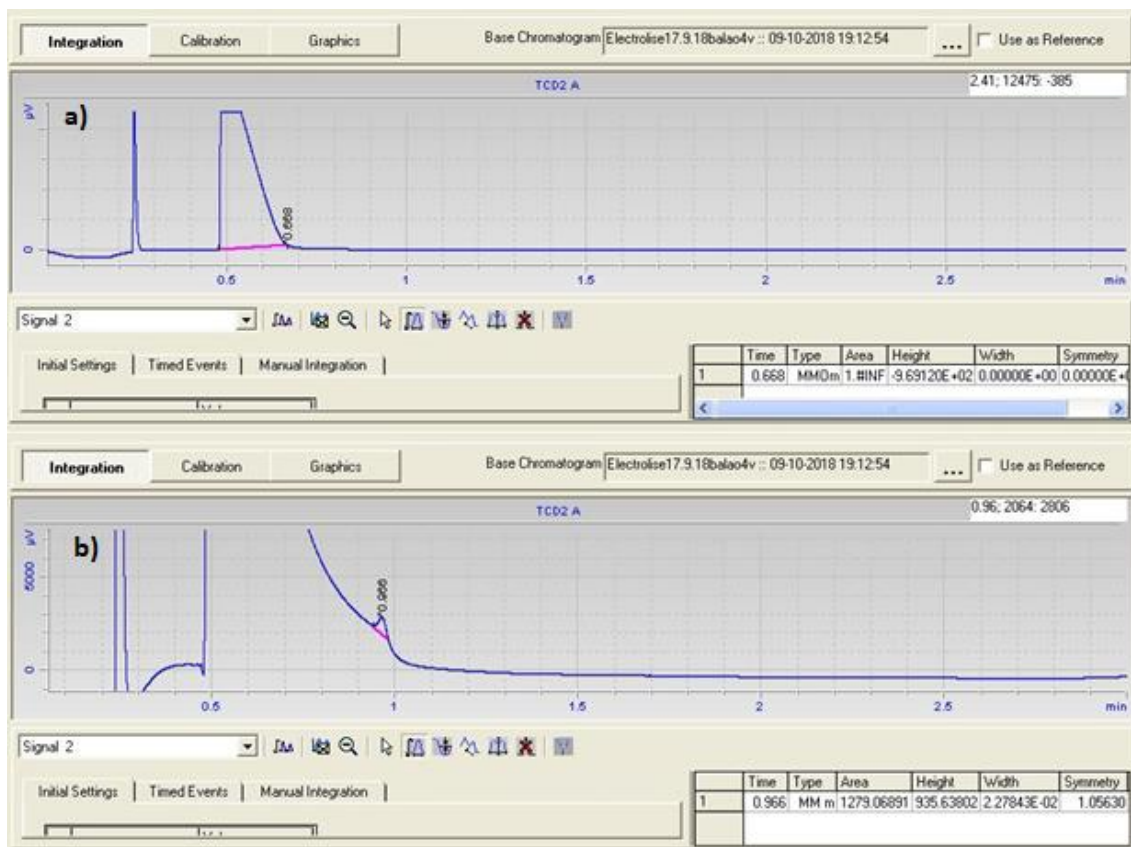 Integration Calibration Graphics Base Chromatogram Electrolise17.9.18balao4v :: 09-10-2018 19:12:54 ... Use as Reference
TCD2 A 2.41; 12475: -385
µV
a)
0.668
0
0.5 1 1.5 2 2.5 min
Signal 2
Initial Settings Timed Events Manual Integration
Time Type Area Height Width Symmetry
1 0.668 MMOm 1.#INF -9.69120E+02 0.00000E+00 0.00000E+
Integration Calibration Graphics Base Chromatogram Electrolise17.9.18balao4v :: 09-10-2018 19:12:54 ... Use as Reference
TCD2 A 0.96; 2064: 2806
µV
b)
5000
0.966
0
0.5 1 1.5 2 2.5 min
Signal 2
Initial Settings Timed Events Manual Integration
Time Type Area Height Width Symmetry
1 0.966 MM m 1279.06891 935.63802 2.27843E-02 1.05630